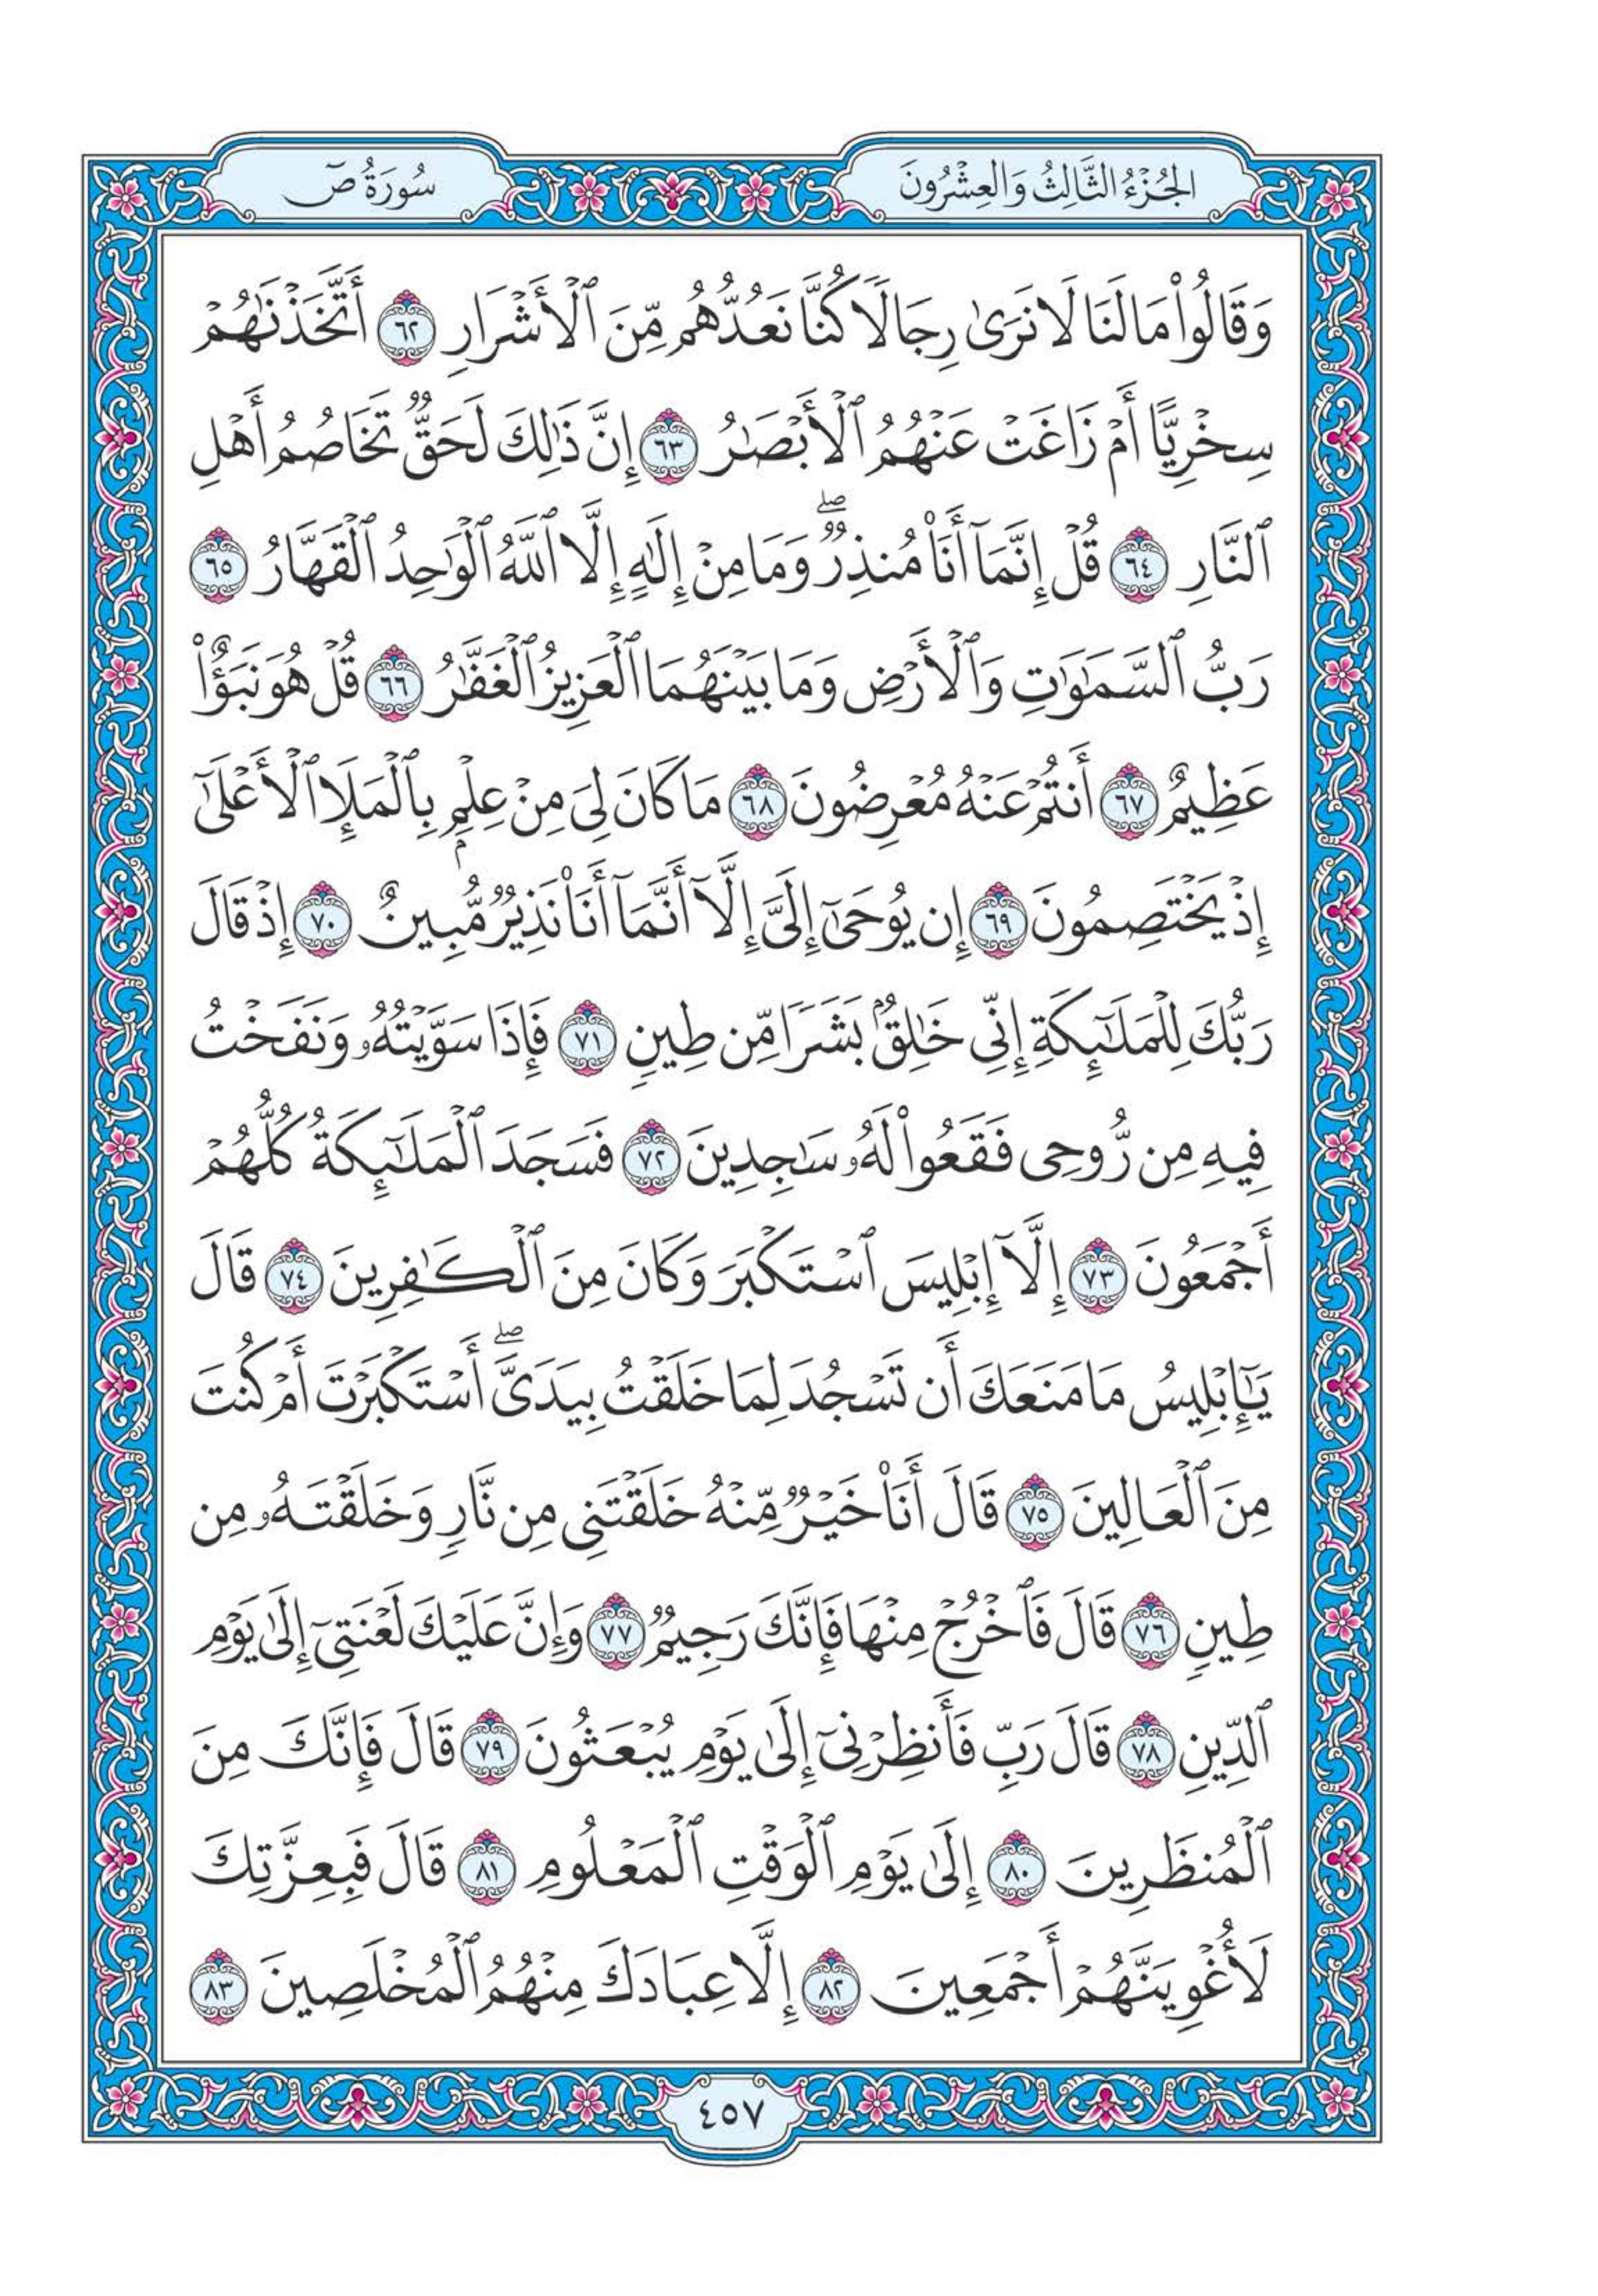 الجُزْءُ الثَّالِثُ وَالعِشْرُونَ
سُورَةُ صٓ
وَقَالُواْ مَا لَنَا لَا نَرَىٰ رِجَالٗا كُنَّا نَعُدُّهُم مِّنَ ٱلۡأَشۡرَارِ ٦٢ أَتَّخَذۡنَٰهُمۡ
سِخۡرِيًّا أَمۡ زَاغَتۡ عَنۡهُمُ ٱلۡأَبۡصَٰرُ ٦٣ إِنَّ ذَٰلِكَ لَحَقّٞ تَخَاصُمُ أَهۡلِ
ٱلنَّارِ ٦٤ قُلۡ إِنَّمَآ أَنَا۠ مُنذِرٞۖ وَمَا مِنۡ إِلَٰهٍ إِلَّا ٱللَّهُ ٱلۡوَٰحِدُ ٱلۡقَهَّارُ ٦٥
رَبُّ ٱلسَّمَٰوَٰتِ وَٱلۡأَرۡضِ وَمَا بَيۡنَهُمَا ٱلۡعَزِيزُ ٱلۡغَفَّٰرُ ٦٦ قُلۡ هُوَ نَبَؤٌاْ
عَظِيمٌ ٦٧ أَنتُمۡ عَنۡهُ مُعۡرِضُونَ ٦٨ مَا كَانَ لِيَ مِنۡ عِلۡمِۭ بِٱلۡمَلَإِ ٱلۡأَعۡلَىٰٓ
إِذۡ يَخۡتَصِمُونَ ٦٩ إِن يُوحَىٰٓ إِلَيَّ إِلَّآ أَنَّمَآ أَنَا۠ نَذِيرٞ مُّبِينٌ ٧٠ إِذۡ قَالَ
رَبُّكَ لِلۡمَلَٰٓئِكَةِ إِنِّي خَٰلِقُۢ بَشَرٗا مِّن طِينٖ ٧١ فَإِذَا سَوَّيۡتُهُۥ وَنَفَخۡتُ
فِيهِ مِن رُّوحِي فَقَعُواْ لَهُۥ سَٰجِدِينَ ٧٢ فَسَجَدَ ٱلۡمَلَٰٓئِكَةُ كُلُّهُمۡ
أَجۡمَعُونَ ٧٣ إِلَّآ إِبۡلِيسَ ٱسۡتَكۡبَرَ وَكَانَ مِنَ ٱلۡكَٰفِرِينَ ٧٤ قَالَ
يَٰٓإِبۡلِيسُ مَا مَنَعَكَ أَن تَسۡجُدَ لِمَا خَلَقۡتُ بِيَدَيَّۖ أَسۡتَكۡبَرۡتَ أَمۡ كُنتَ
مِنَ ٱلۡعَالِينَ ٧٥ قَالَ أَنَا۠ خَيۡرٞ مِّنۡهُ خَلَقۡتَنِي مِن نَّارٖ وَخَلَقۡتَهُۥ مِن
طِينٖ ٧٦ قَالَ فَٱخۡرُجۡ مِنۡهَا فَإِنَّكَ رَجِيمٞ ٧٧ وَإِنَّ عَلَيۡكَ لَعۡنَتِيٓ إِلَىٰ يَوۡمِ
ٱلدِّينِ ٧٨ قَالَ رَبِّ فَأَنظِرۡنِيٓ إِلَىٰ يَوۡمِ يُبۡعَثُونَ ٧٩ قَالَ فَإِنَّكَ مِنَ
ٱلۡمُنظَرِينَ ٨٠ إِلَىٰ يَوۡمِ ٱلۡوَقۡتِ ٱلۡمَعۡلُومِ ٨١ قَالَ فَبِعِزَّتِكَ
لَأُغۡوِيَنَّهُمۡ أَجۡمَعِينَ ٨٢ إِلَّا عِبَادَكَ مِنۡهُمُ ٱلۡمُخۡلَصِينَ ٨٣
٤٥٧